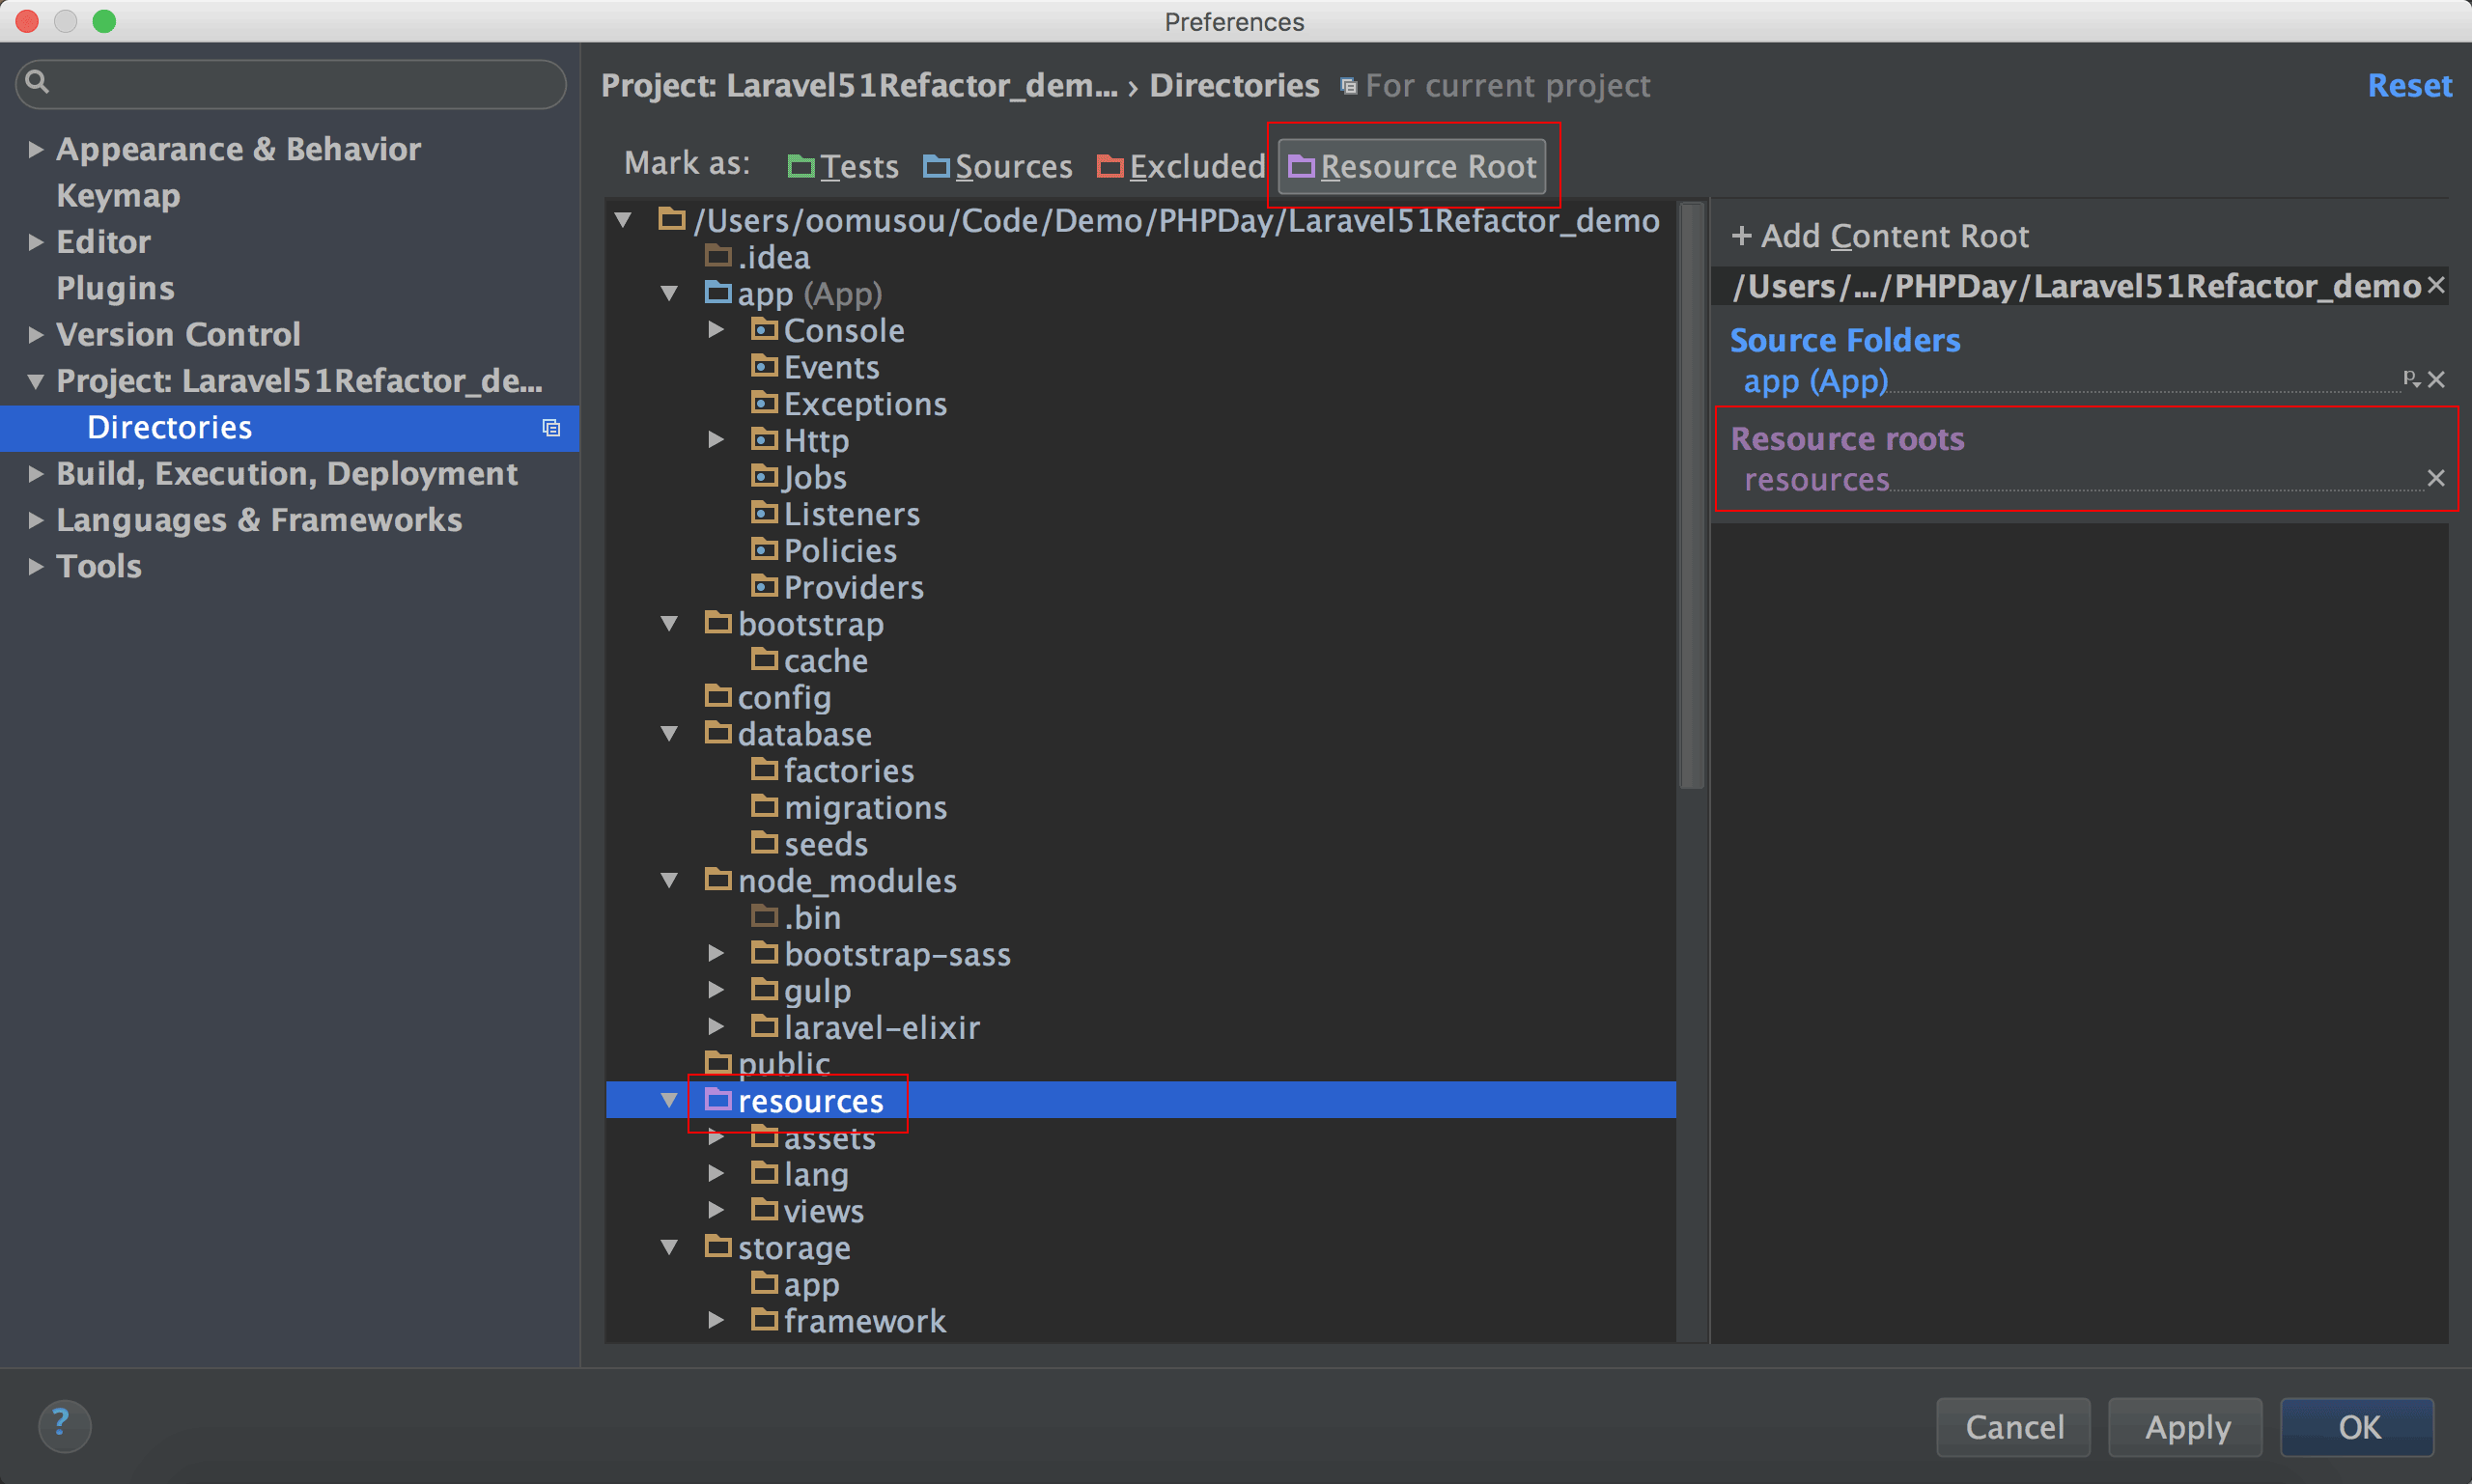 Preferences
Project: Laravel51Refactor_dem... › Directories For current project Reset
Appearance & Behavior
Keymap
Editor
Plugins
Version Control
Project: Laravel51Refactor_de...
Directories
Build, Execution, Deployment
Languages & Frameworks
Tools
Mark as: Tests Sources Excluded Resource Root
/Users/oomusou/Code/Demo/PHPDay/Laravel51Refactor_demo
.idea
app (App)
Console
Events
Exceptions
Http
Jobs
Listeners
Policies
Providers
bootstrap
cache
config
database
factories
migrations
seeds
node_modules
.bin
bootstrap-sass
gulp
laravel-elixir
public
resources
assets
lang
views
storage
app
framework
+ Add Content Root
/Users/.../PHPDay/Laravel51Refactor_demo
Source Folders
app (App) P
Resource roots
resources
? Cancel Apply OK